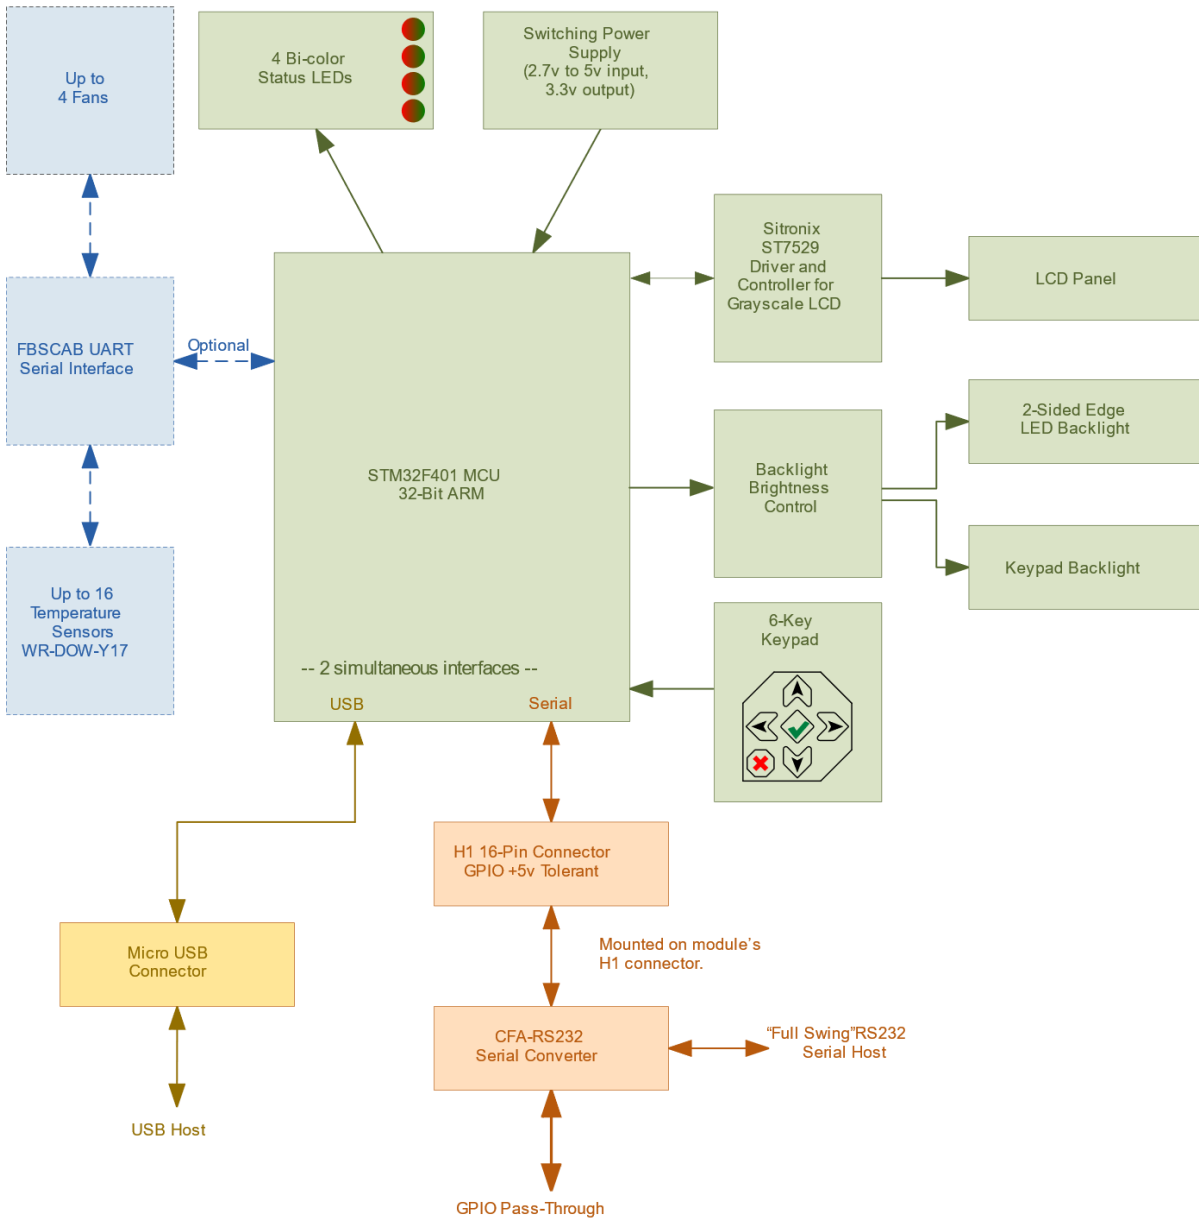 Up to
4 Fans
4 Bi-color
Status LEDs
Switching Power
Supply
(2.7v to 5v input,
3.3v output)
Sitronix
ST7529
Driver and
Controller for
Grayscale LCD
LCD Panel
FBSCAB UART
Serial Interface
Optional
STM32F401 MCU
32-Bit ARM
Backlight
Brightness
Control
2-Sided Edge
LED Backlight
Keypad Backlight
Up to 16
Temperature
Sensors
WR-DOW-Y17
6-Key
Keypad
-- 2 simultaneous interfaces --
USB
Serial
H1 16-Pin Connector
GPIO +5v Tolerant
Micro USB
Connector
Mounted on module's
H1 connector.
CFA-RS232
Serial Converter
“Full Swing”RS232
Serial Host
USB Host
GPIO Pass-Through